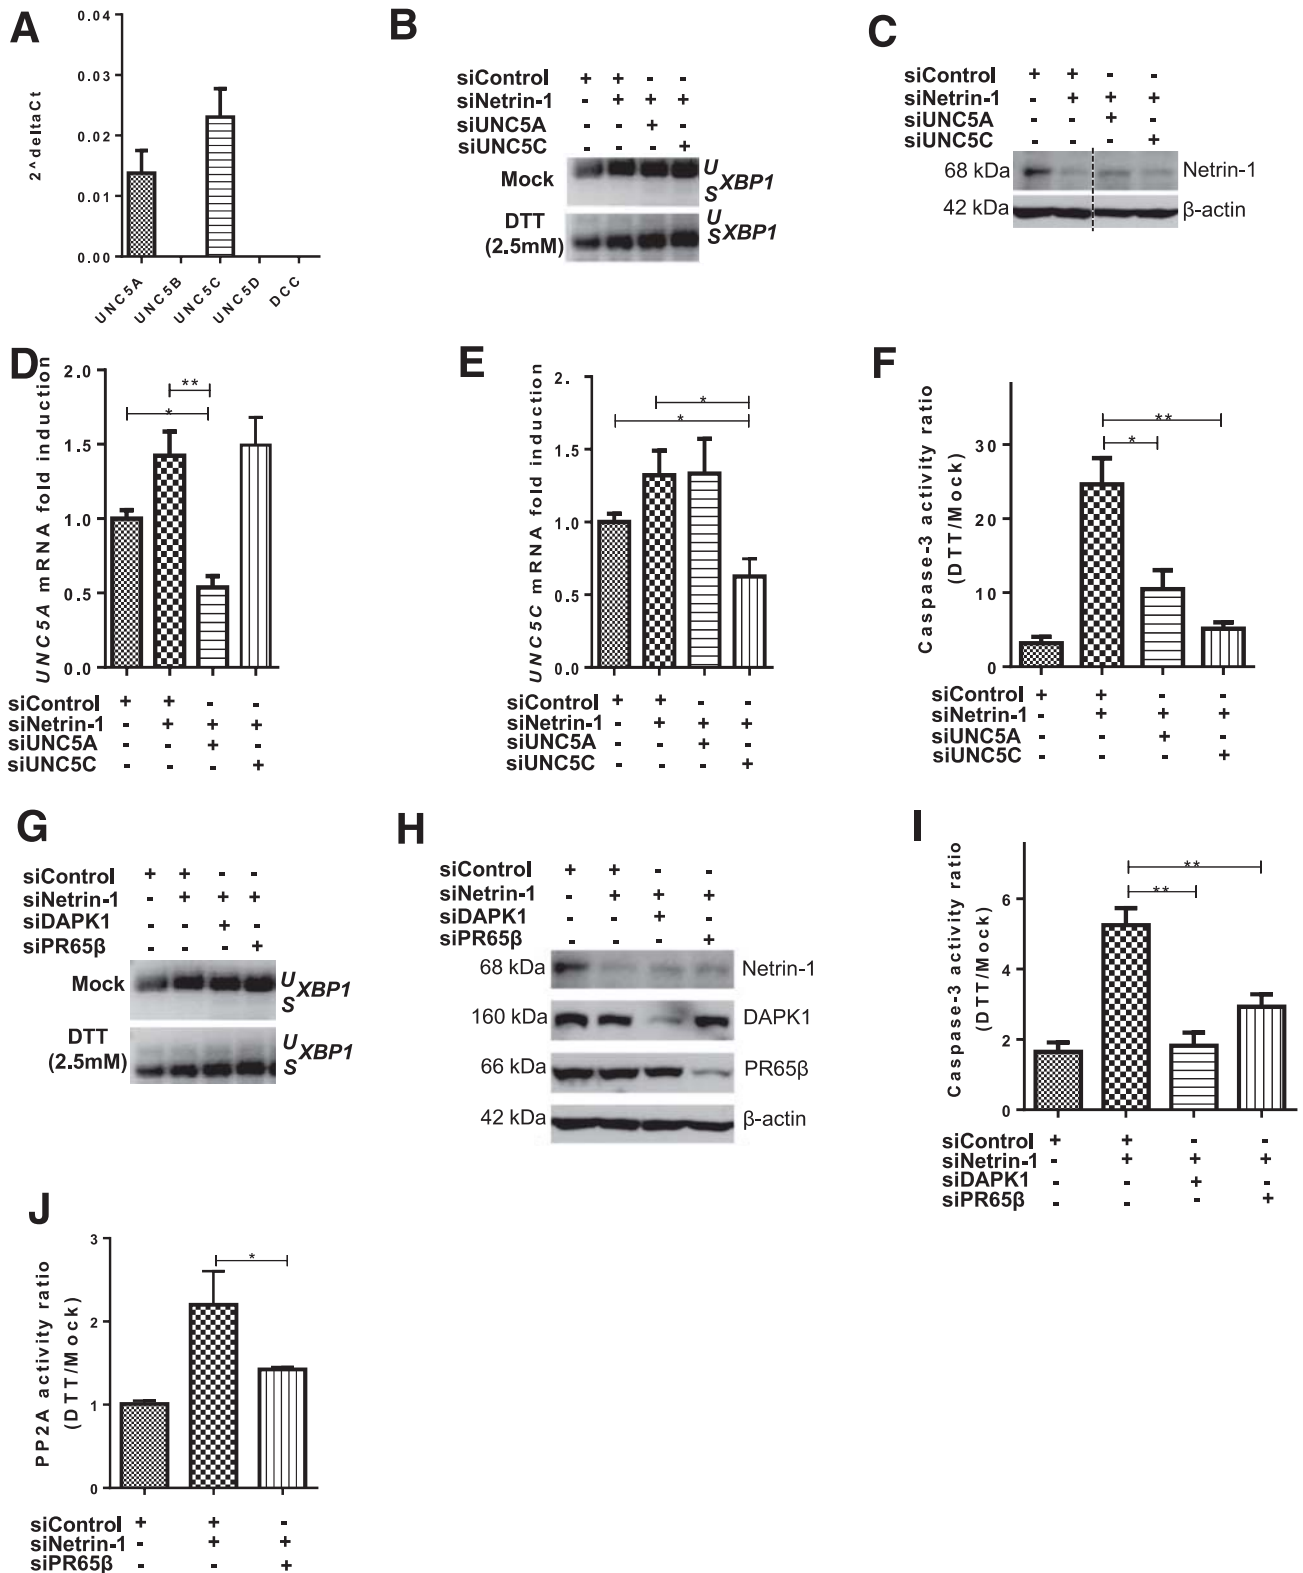 A
2^deltaCt
0.04
0.03
0.02
0.01
0.00
UNC5A
UNC5B
UNC5C
UNC5D
DCC
B
siControl + + - -
siNetrin-1 - + + +
siUNC5A - - + -
siUNC5C - - - +
Mock
U
S XBP1
DTT
(2.5mM)
U
S XBP1
C
siControl + + - -
siNetrin-1 - + + +
siUNC5A - - + -
siUNC5C - - - +
68 kDa Netrin-1
42 kDa β-actin
D
UNC5A mRNA fold induction
2.0
1.5
1.0
0.5
0.0
**
*
siControl + + - -
siNetrin-1 - + + +
siUNC5A - - + -
siUNC5C - - - +
E
UNC5C mRNA fold induction
2.
1.5
1.0
0.5
0.0
*
*
siControl + + - -
siNetrin-1 - + + +
siUNC5A - - + -
siUNC5C - - - +
F
Caspase-3 activity ratio
(DTT/Mock)
30
20
10
0
**
*
siControl + + - -
siNetrin-1 - + + +
siUNC5A - - + -
siUNC5C - - - +
G
siControl + + - -
siNetrin-1 - + + +
siDAPK1 - - + -
siPR65β - - - +
Mock
U
S XBP1
DTT
(2.5mM)
U
S XBP1
H
siControl + + - -
siNetrin-1 - + + +
siDAPK1 - - + -
siPR65β - - - +
68 kDa Netrin-1
160 kDa DAPK1
66 kDa PR65β
42 kDa β-actin
I
Caspase-3 activity ratio
(DTT/Mock)
6
4
2
0
**
**
siControl + + - -
siNetrin-1 - + + +
siDAPK1 - - + -
siPR65β - - - +
J
PP2A activity ratio
(DTT/Mock)
3
2
1
0
*
siControl + + -
siNetrin-1 - + +
siPR65β - - +